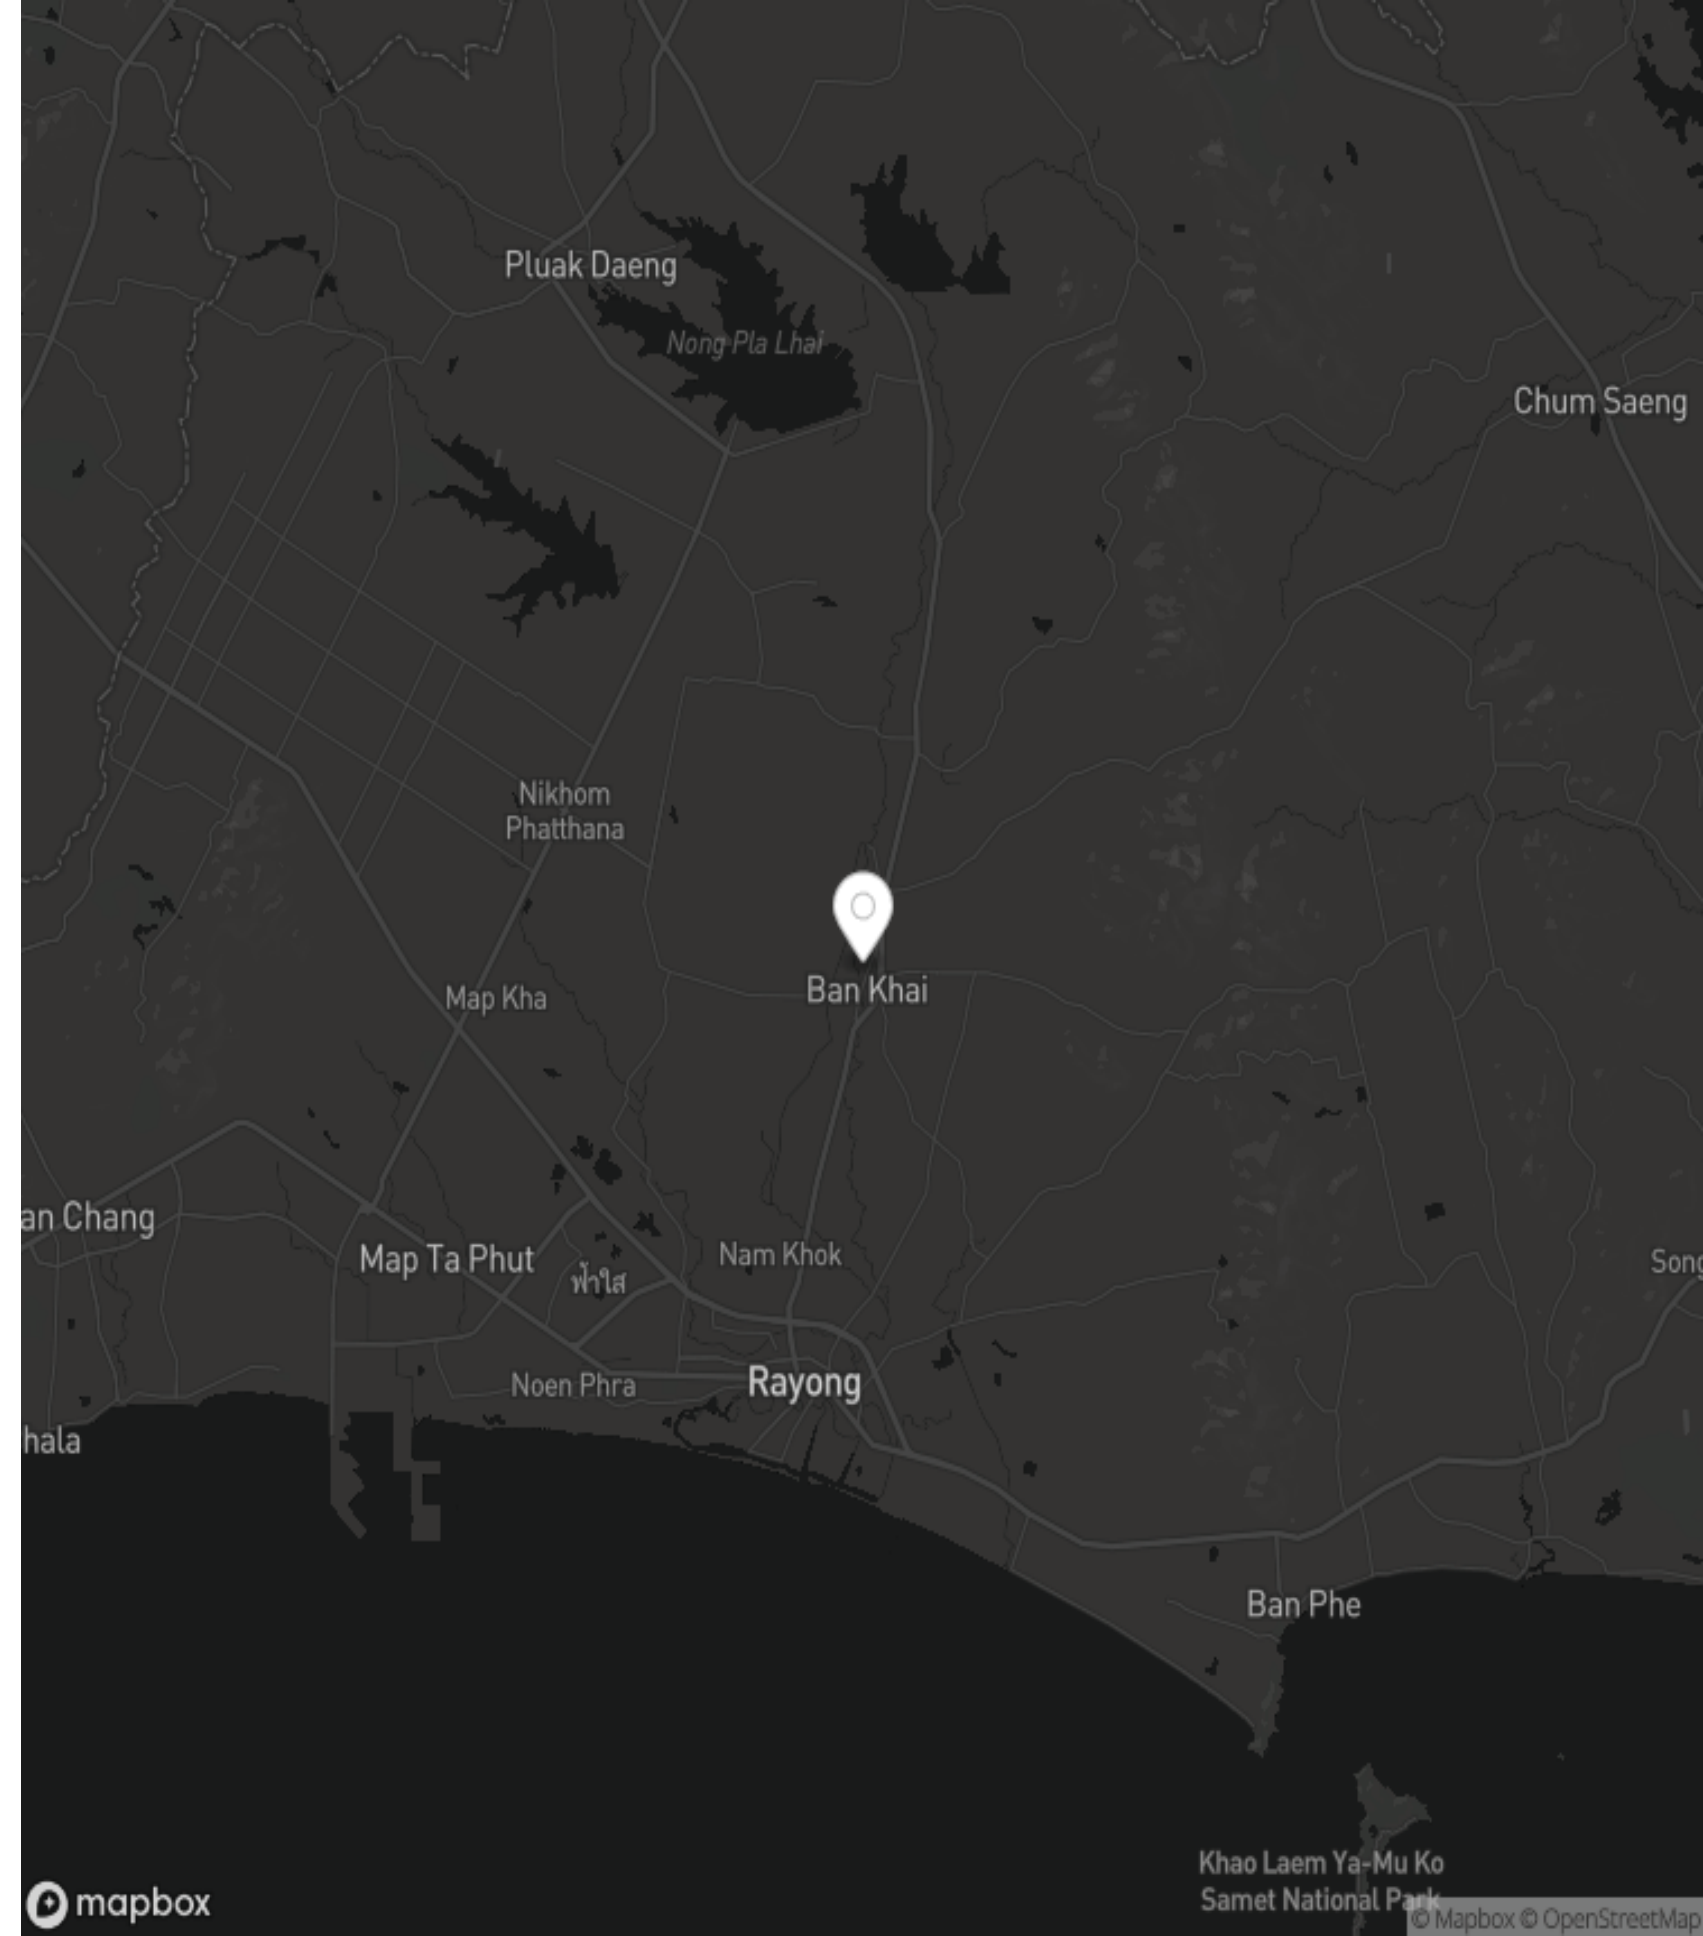 Pluak Daeng
Nong Pla Lhai
Chum Saeng
Nikhom
Phatthana
Ban Khai
Map Kha
an Chang
Map Ta Phut
ฟ้าใส
Nam Khok
Song
Noen Phra
Rayong
hala
Ban Phe
Khao Laem Ya-Mu Ko
Samet National Park
mapbox
© Mapbox © OpenStreetMap